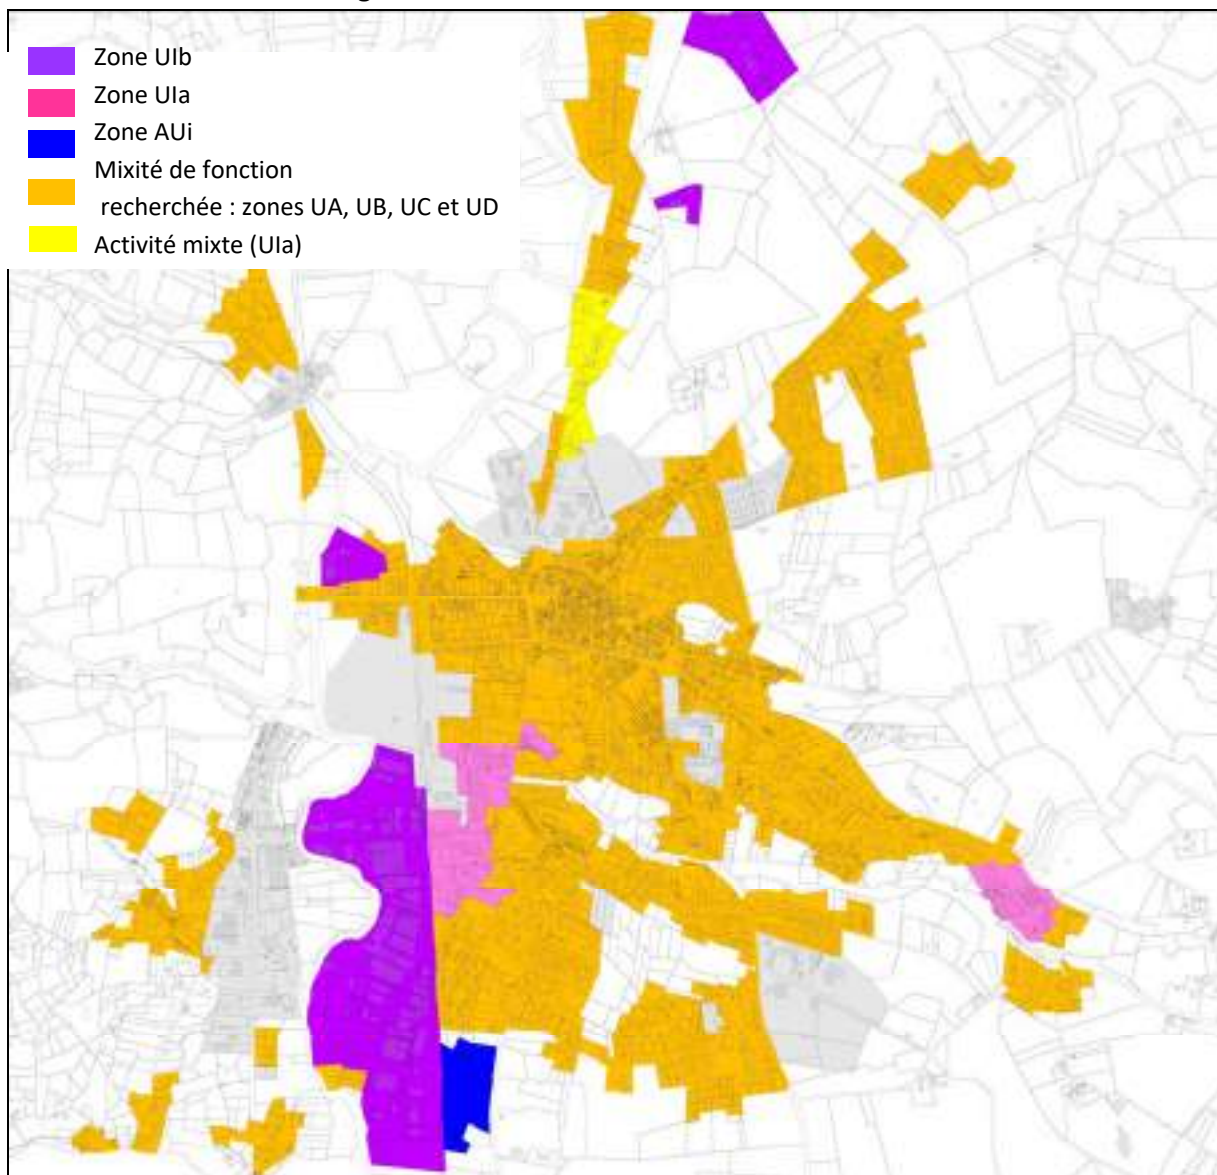 Zone UIb
Zone UIa
Zone AUi
Mixité de fonction
recherchée : zones UA, UB, UC et UD
Activité mixte (UIa)